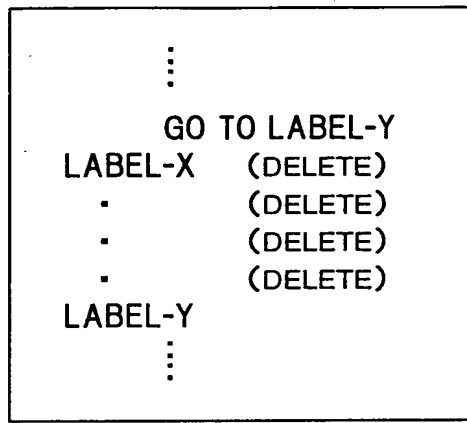 ⋮
GO TO LABEL-Y
LABEL-X (DELETE)
· (DELETE)
· (DELETE)
· (DELETE)
LABEL-Y
⋮